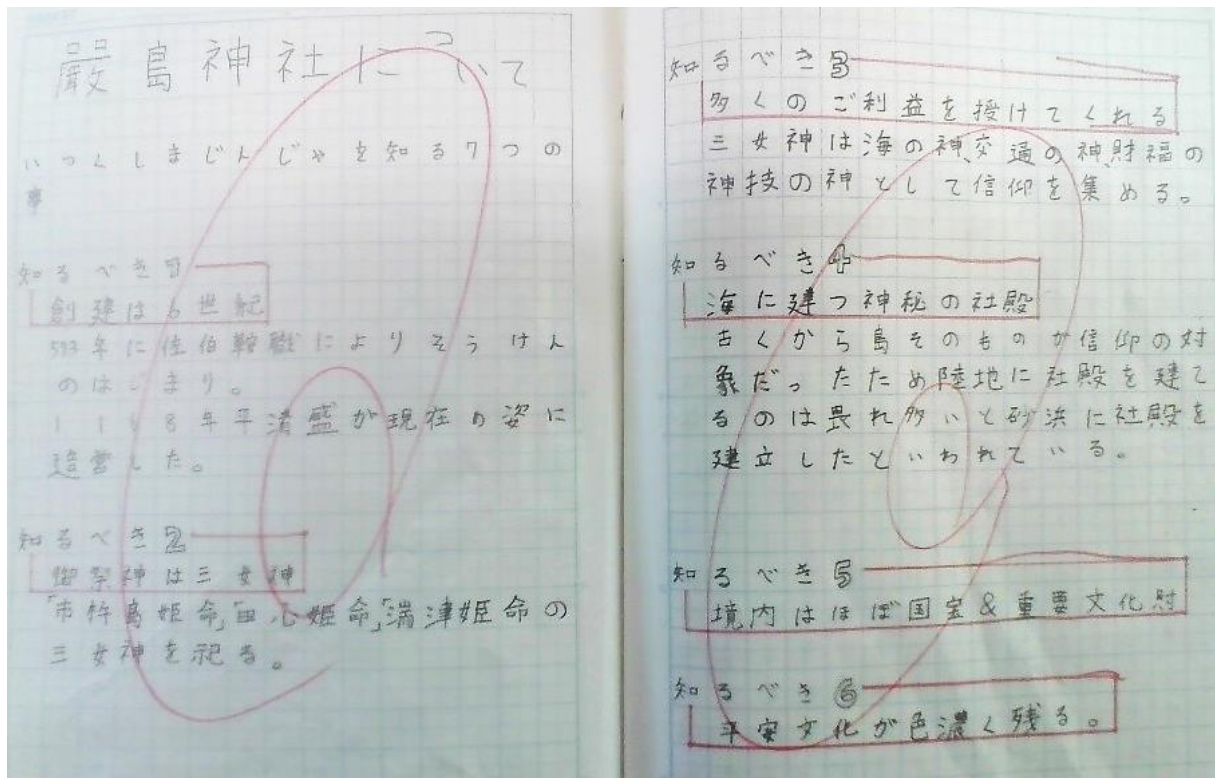 嚴島神社について
いつくしまじんじゃを知る7つの
事
知るべき1
創建は6世紀
593年に佐伯鞍職によりそうけん
のはじまり。
1168年平清盛が現在の姿に
造営した。
知るべき2
御祭神は三女神
「市杵島姫命」「田心姫命」「湍津姫命の
三女神を祀る。
知るべき3
多くのご利益を授けてくれる
三女神は海の神、交通の神、財福の
神技の神として信仰を集める。
知るべき4
海に建つ神秘の社殿
古くから島そのものが信仰の対
象だったため陸地に社殿を建て
るのは畏れ多いと砂浜に社殿を
建立したといわれている。
知るべき5
境内はほぼ国宝&重要文化財
知るべき6
平安文化が色濃く残る。